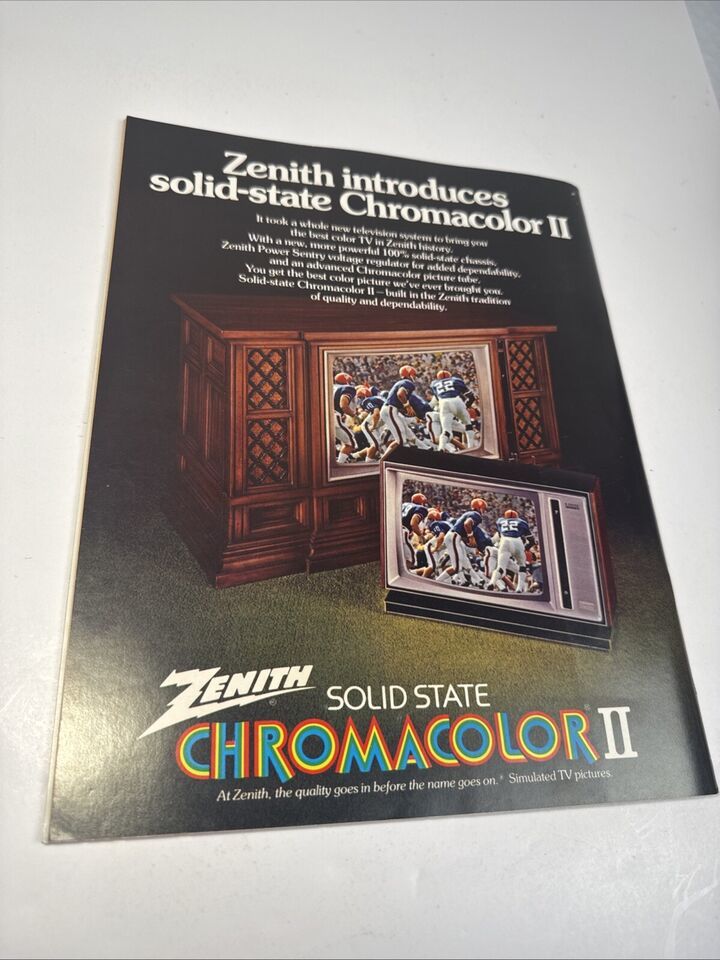 Zenith introduces
solid-state Chromacolor II
It took a whole new television system to bring you
the best color TV in Zenith history.
With a new, more powerful 100% solid-state chassis,
Zenith Power Sentry voltage regulator for added dependability,
and an advanced Chromacolor picture tube.
You get the best color picture we've ever brought you.
Solid-state Chromacolor II — built in the Zenith tradition
of quality and dependability.
22
22
ZENITH®
SOLID STATE
CHROMACOLOR® II
At Zenith, the quality goes in before the name goes on.® Simulated TV pictures.